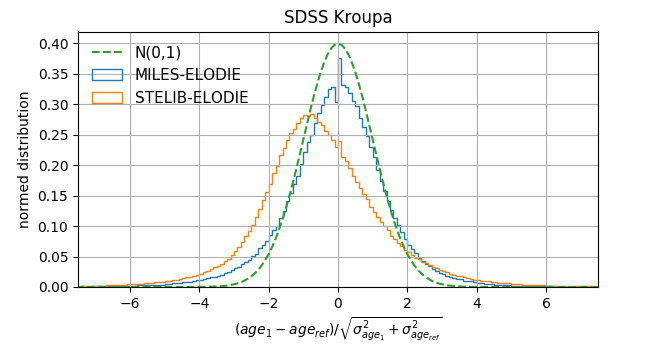 SDSS Kroupa
normed distribution
0.40
0.35
0.30
0.25
0.20
0.15
0.10
0.05
0.00
N(0,1)
MILES-ELODIE
STELIB-ELODIE
−6 −4 −2 0 2 4 6
(age₁ − age_ref)/√(σ²_age₁ + σ²_age_ref)